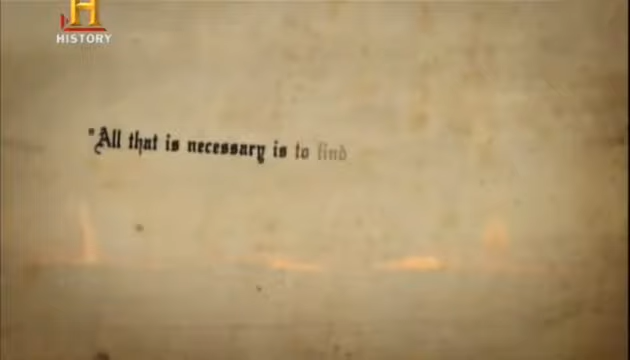 H
HISTORY
"All that is necessary is to find